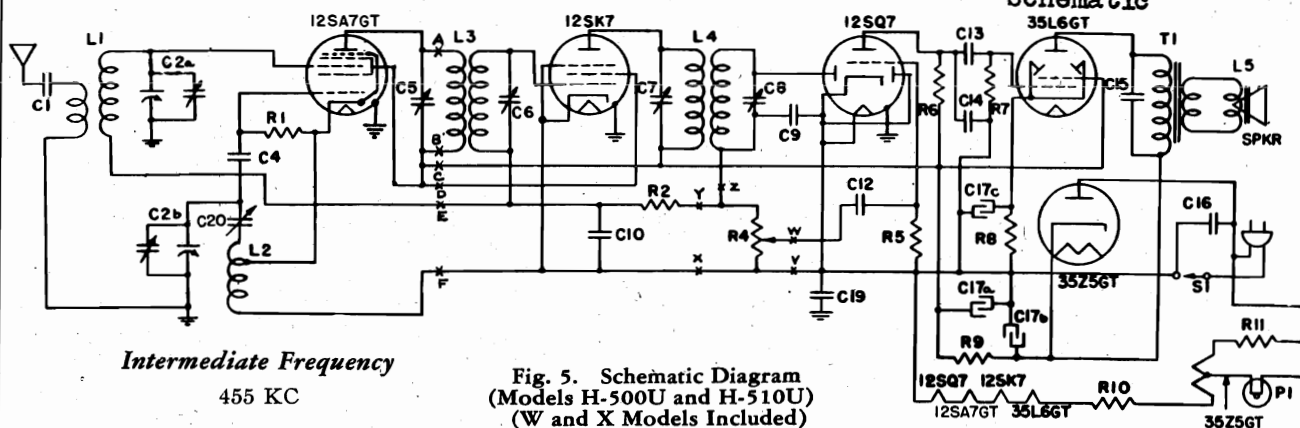 Schematic
12SA7GT
12SK7
12SQ7
35L6GT
L1
C2a
C1
R1
C4
C2b
C20
L2
A
L3
C5
C6
B
C
D
E
F
C7
L4
C8
C9
R2
Y
Z
C10
R4
W
X
V
C12
R5
C19
R6
C13
C14
R7
C15
T1
L5
SPKR
C17c
R8
C17a
C17b
R9
35Z5GT
C16
S1
R11
12SQ7 12SK7
12SA7GT 35L6GT
R10
P1
35Z5GT
Intermediate Frequency
455 KC
Fig. 5. Schematic Diagram
(Models H-500U and H-510U)
(W and X Models Included)